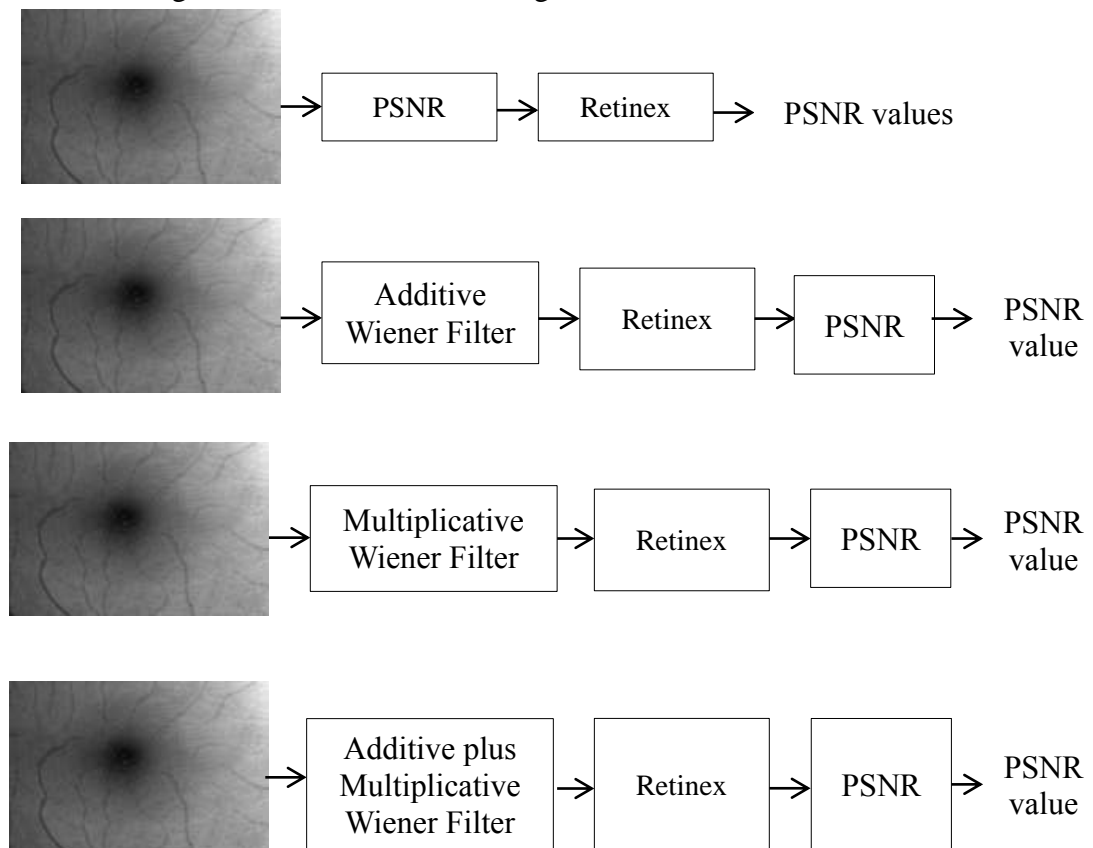 PSNR
Retinex
PSNR values
Additive
Wiener Filter
Retinex
PSNR
PSNR
value
Multiplicative
Wiener Filter
Retinex
PSNR
PSNR
value
Additive plus
Multiplicative
Wiener Filter
Retinex
PSNR
PSNR
value